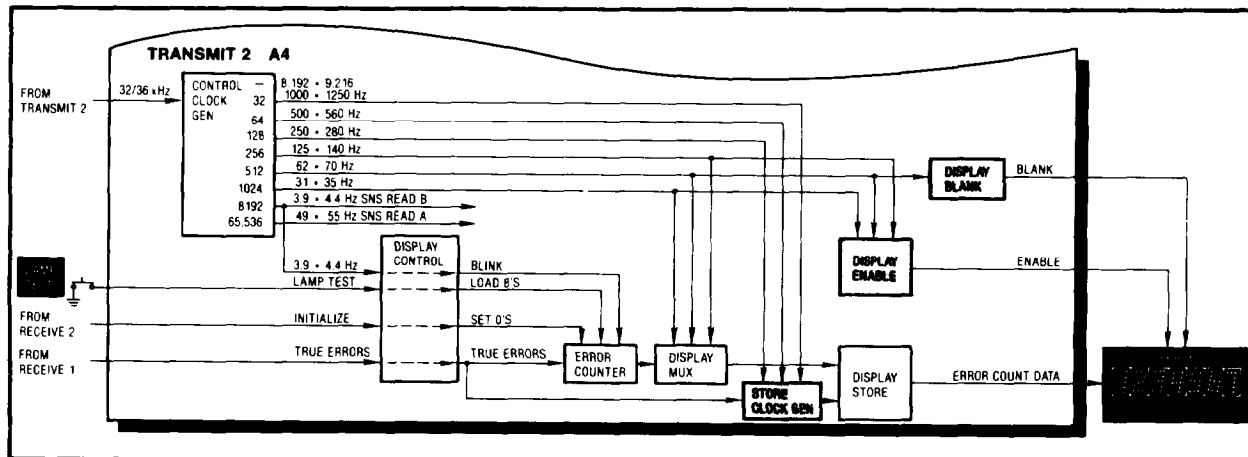 TRANSMIT 2 A4
FROM
TRANSMIT 2
32/36 kHz
CONTROL
CLOCK
GEN
—
32
64
128
256
512
1024
8192
65.536
8.192 • 9.216
1000 • 1250 Hz
500 • 560 Hz
250 • 280 Hz
125 • 140 Hz
62 • 70 Hz
31 • 35 Hz
3.9 • 4.4 Hz SNS READ B
49 • 55 Hz SNS READ A
DISPLAY
BLANK
BLANK
DISPLAY
ENABLE
ENABLE
DISPLAY
CONTROL
3.9 • 4.4 Hz
BLINK
LAMP TEST
LOAD 8'S
FROM
RECEIVE 2
INITIALIZE
SET 0'S
FROM
RECEIVE 1
TRUE ERRORS
TRUE ERRORS
ERROR
COUNTER
DISPLAY
MUX
STORE
CLOCK GEN
DISPLAY
STORE
ERROR COUNT DATA